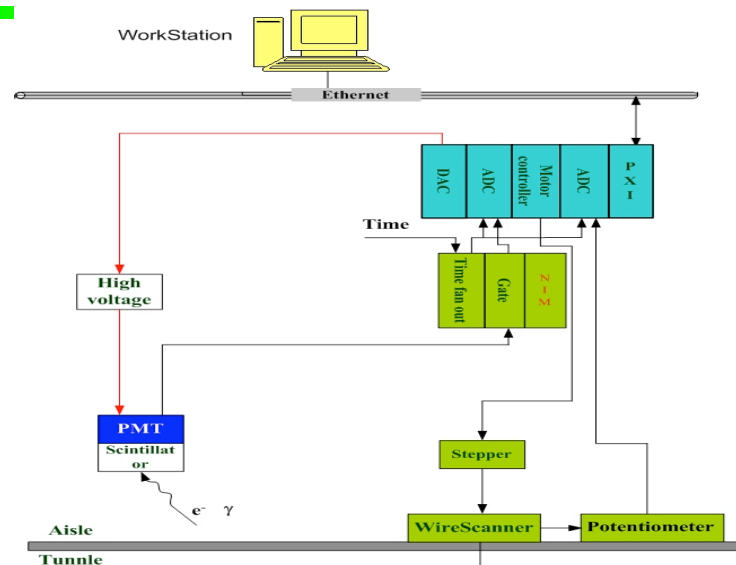 WorkStation
Ethernet
DAC
ADC
Motor
controller
ADC
P
X
I
Time
Time fan out
Gate
N
I
M
High
voltage
PMT
Scintillat
or
Stepper
e- γ
WireScanner
Potentiometer
Aisle
Tunnle